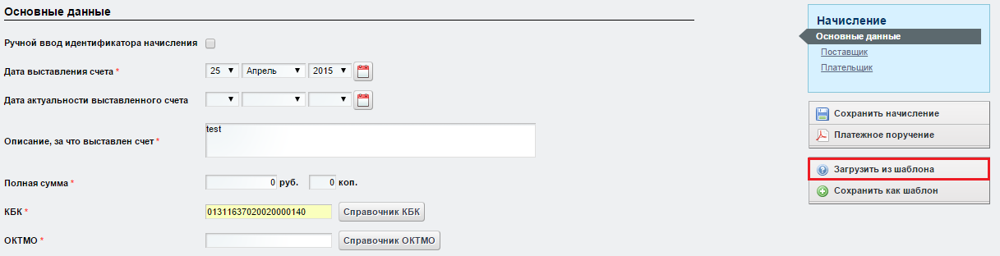 Основные данные
Ручной ввод идентификатора начисления
Дата выставления счета * 25 Апрель 2015
Дата актуальности выставленного счета
Описание, за что выставлен счет * test
Полная сумма * 0 руб. 0 коп.
КБК * 01311637020020000140 Справочник КБК
ОКТМО * Справочник ОКТМО
Начисление
Основные данные
Поставщик
Плательщик
Сохранить начисление
Платежное поручение
Загрузить из шаблона
Сохранить как шаблон